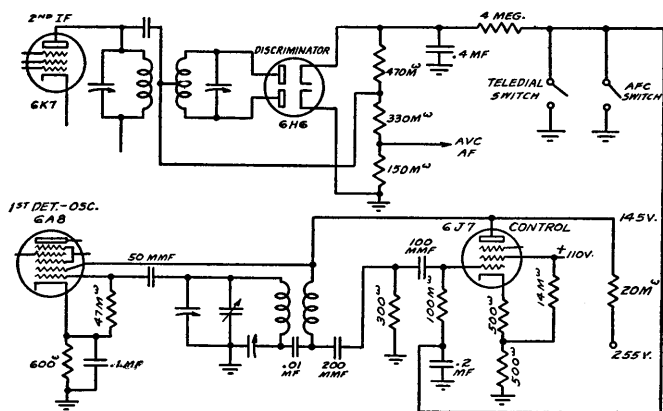 2ND IF
6K7
DISCRIMINATOR
6H6
470Mω
330Mω
150Mω
.4 MF
4 MEG.
TELEDIAL
SWITCH
AFC
SWITCH
AVC
AF
1ST DET.-OSC.
6A8
50 MMF
47Mω
600ω
.1MF
.01
MF
200
MMF
300ω
100
MMF
100Mω
.2
MF
6J7 CONTROL
500ω
500ω
14Mω
+110V.
145V.
20Mω
255V.